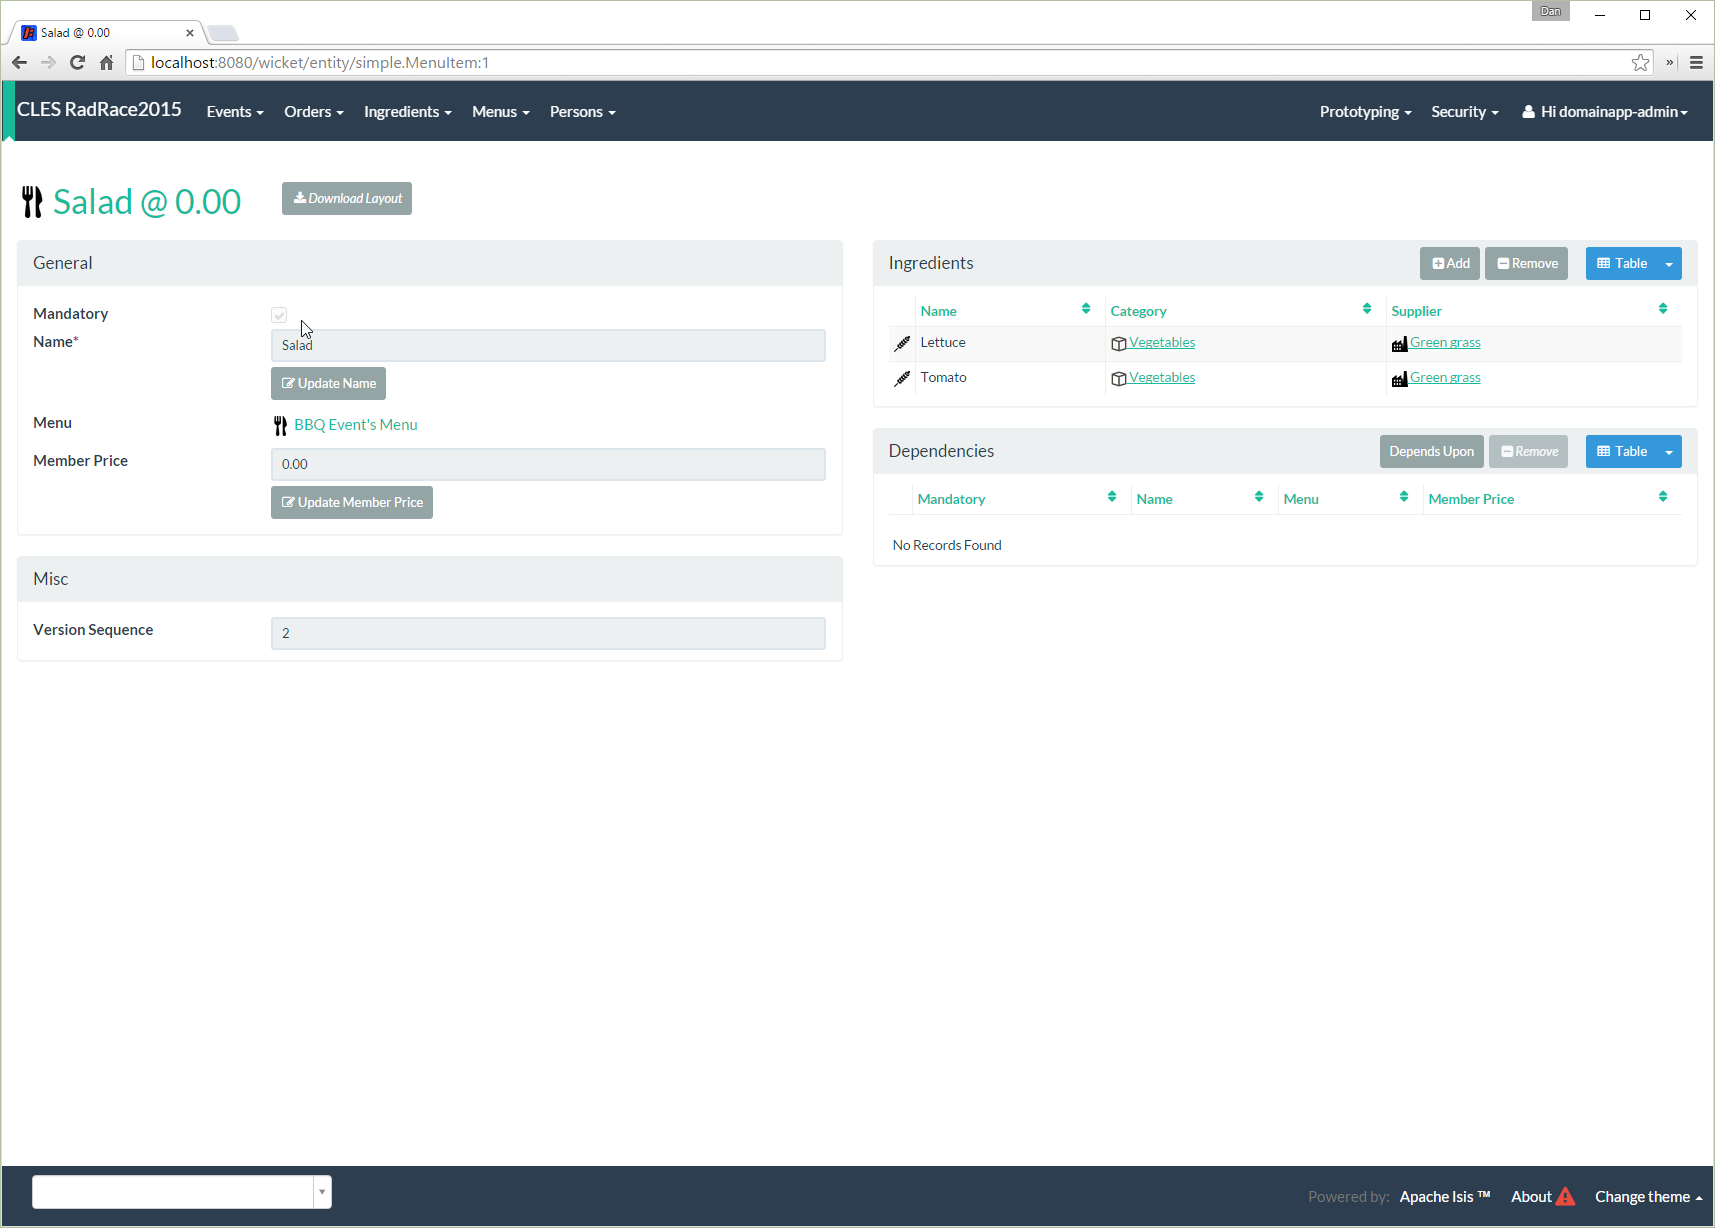 Dan
Salad @ 0.00
localhost:8080/wicket/entity/simple.MenuItem:1
CLES RadRace2015 Events Orders Ingredients Menus Persons Prototyping Security Hi domainapp-admin
Salad @ 0.00 Download Layout
General
Mandatory
Name* Salad
Update Name
Menu BBQ Event's Menu
Member Price 0.00
Update Member Price
Misc
Version Sequence 2
Ingredients Add Remove Table
Name Category Supplier
Lettuce Vegetables Green grass
Tomato Vegetables Green grass
Dependencies Depends Upon Remove Table
Mandatory Name Menu Member Price
No Records Found
Powered by: Apache Isis ™ About Change theme